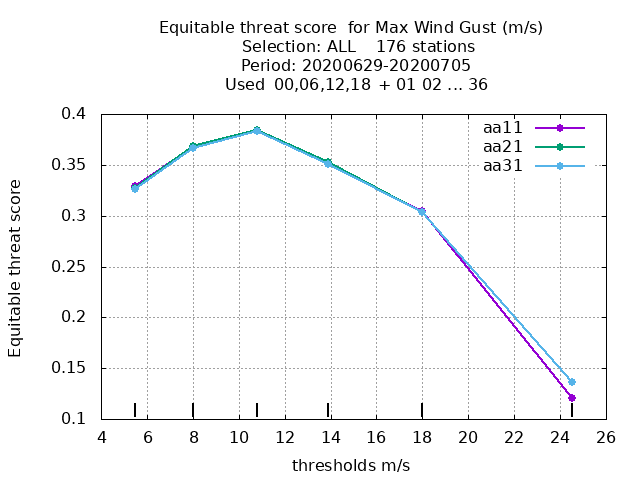 Equitable threat score  for Max Wind Gust (m/s)
Selection: ALL    176 stations
Period: 20200629-20200705
Used  00,06,12,18 + 01 02 ... 36
0.4
0.35
0.3
0.25
0.2
0.15
0.1
4 6 8 10 12 14 16 18 20 22 24 26
thresholds m/s
Equitable threat score
aa11
aa21
aa31